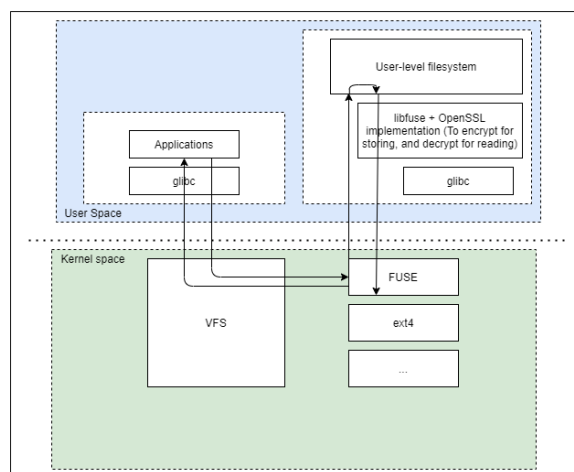 User-level filesystem
libfuse + OpenSSL
implementation (To encrypt for
storing, and decrypt for reading)
Applications
glibc
glibc
User Space
Kernel space
VFS
FUSE
ext4
...